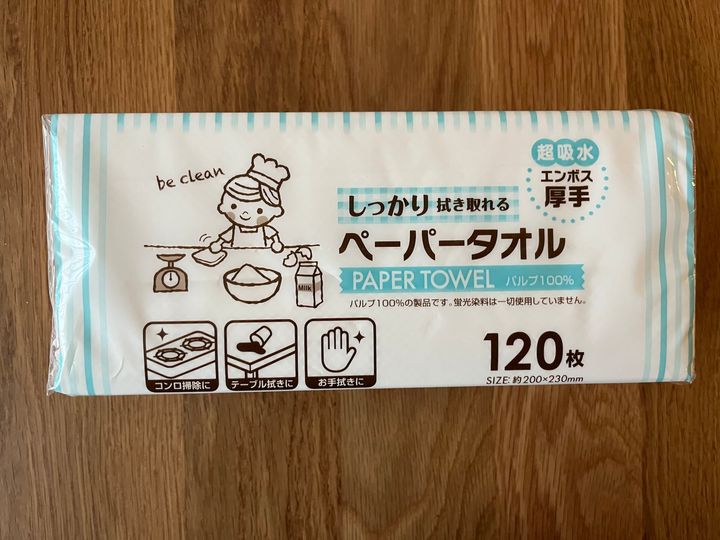 be clean
超吸水
エンボス
厚手
しっかり 拭き取れる
ペーパータオル
PAPER TOWEL パルプ100%
パルプ100%の製品です。蛍光染料は一切使用していません。
Milk
コンロ掃除に
テーブル拭きに
お手拭きに
120枚
SIZE: 約200×230mm